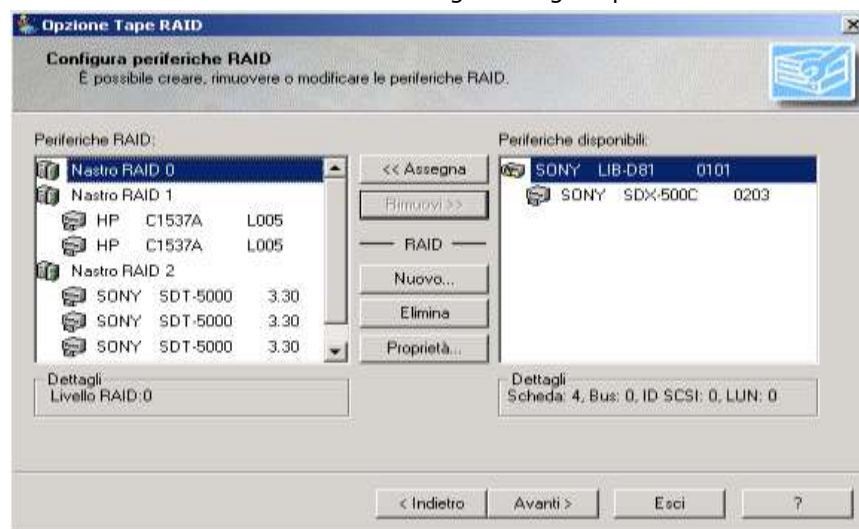 Opzione Tape RAID
Configura periferiche RAID
È possibile creare, rimuovere o modificare le periferiche RAID.
Periferiche RAID:
Nastro RAID 0
Nastro RAID 1
HP C1537A L005
HP C1537A L005
Nastro RAID 2
SONY SDT-5000 3.30
SONY SDT-5000 3.30
SONY SDT-5000 3.30
<< Assegna
Rimuovi >>
RAID
Nuovo...
Elimina
Proprietà...
Periferiche disponibili:
SONY LIB-D81 0101
SONY SDX-500C 0203
Dettagli
Livello RAID:0
Dettagli
Scheda: 4, Bus: 0, ID SCSI: 0, LUN: 0
< Indietro
Avanti >
Esci
?